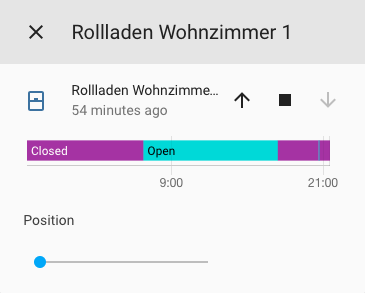 Rollladen Wohnzimmer 1
Rollladen Wohnzimme...
54 minutes ago
Closed
Open
9:00
21:00
Position